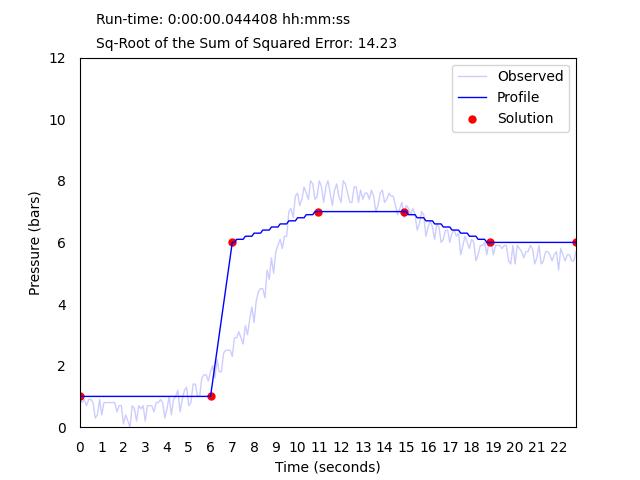 Run-time: 0:00:00.044408 hh:mm:ss
Sq-Root of the Sum of Squared Error: 14.23
Observed
Profile
Solution
Pressure (bars)
12
10
8
6
4
2
0
0 1 2 3 4 5 6 7 8 9 10 11 12 13 14 15 16 17 18 19 20 21 22
Time (seconds)